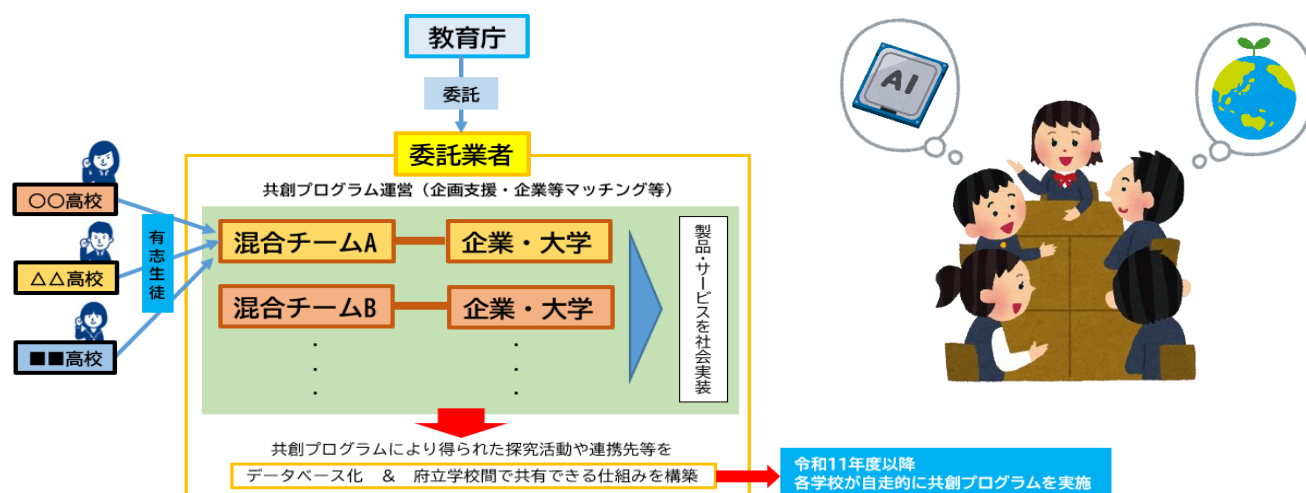 教育庁
委託
委託業者
共創プログラム運営（企画支援・企業等マッチング等）
〇〇高校
△△高校
■■高校
有志生徒
混合チームA
企業・大学
混合チームB
企業・大学
製品・サービスを社会実装
共創プログラムにより得られた探究活動や連携先等を
データベース化　＆　府立学校間で共有できる仕組みを構築
令和11年度以降
各学校が自走的に共創プログラムを実施
AI